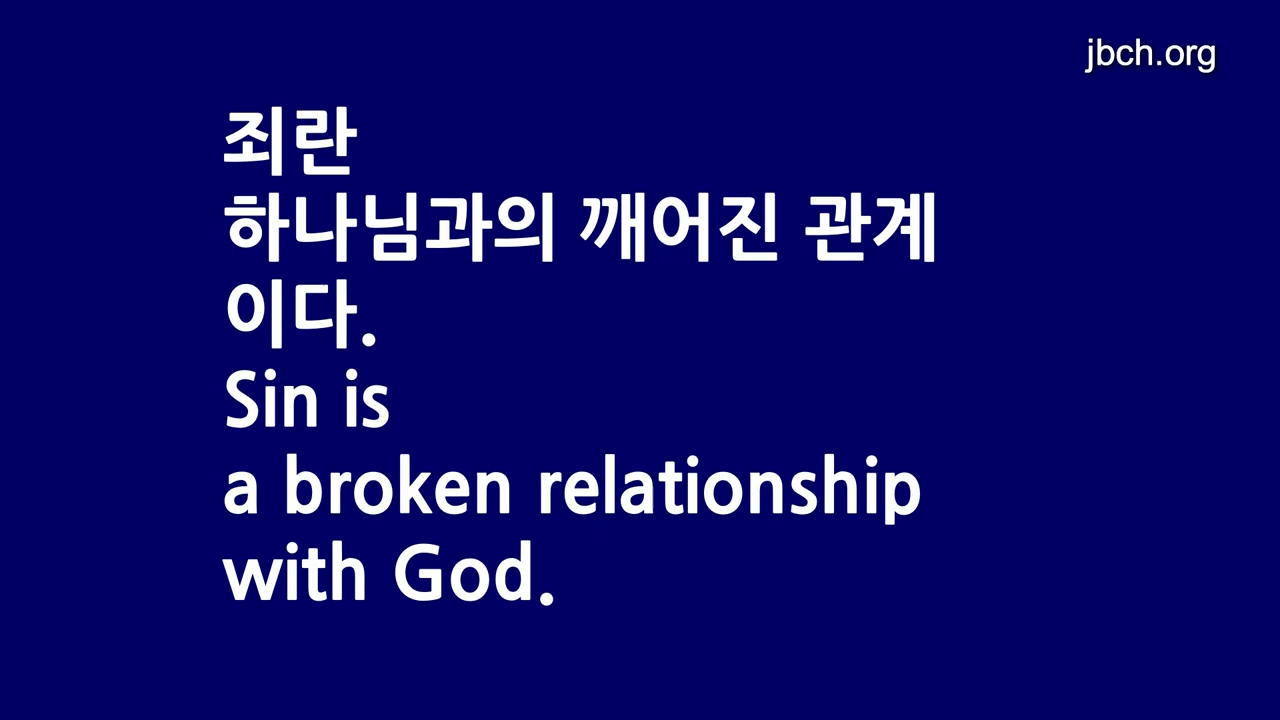 jbch.org
죄란
하나님과의 깨어진 관계
이다.
Sin is
a broken relationship
with God.